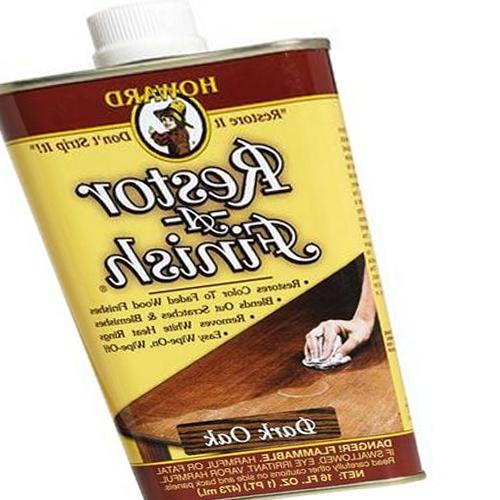 HOWARD
"Restore It Don't Strip It!"
Restor
-A-
Finish®
• Restores Color To Faded Wood Finishes
• Blends Out Scratches & Blemishes
• Removes White Heat Rings
• Easy Wipe-On, Wipe-Off
Dark Oak
DANGER! FLAMMABLE. HARMFUL OR FATAL
IF SWALLOWED. EYE IRRITANT. VAPOR HARMFUL.
Read carefully other cautions on side and back panels.
NET: 16 FL. OZ. (1 PT) (473 mL)